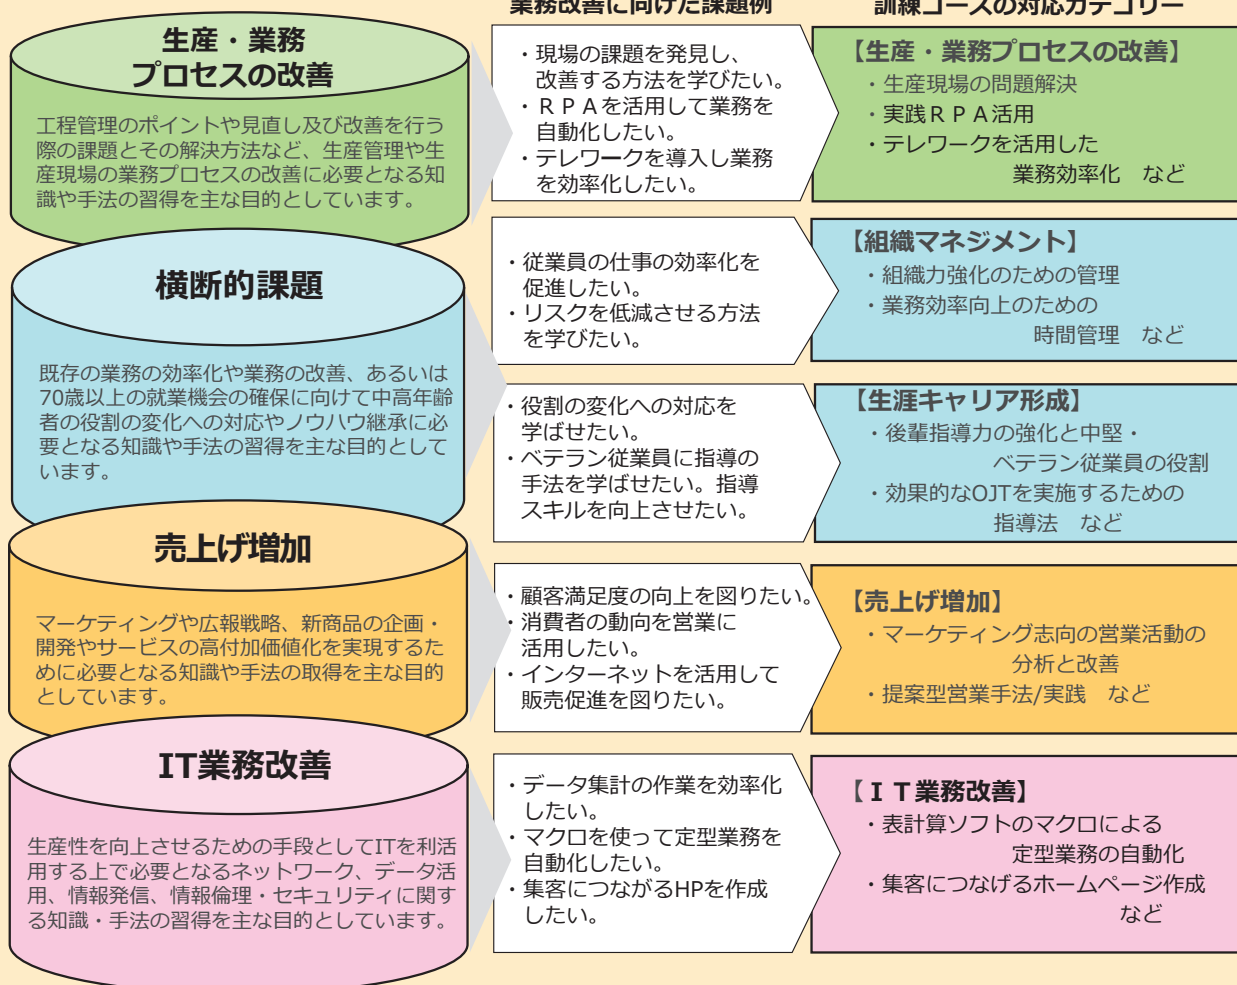 業務改善に向けた課題例
訓練コースの対応カテゴリー
生産・業務
プロセスの改善
工程管理のポイントや見直し及び改善を行う
際の課題とその解決方法など、生産管理や生
産現場の業務プロセスの改善に必要となる知
識や手法の習得を主な目的としています。
・現場の課題を発見し、
改善する方法を学びたい。
・ＲＰＡを活用して業務を
自動化したい。
・テレワークを導入し業務
を効率化したい。
【生産・業務プロセスの改善】
・生産現場の問題解決
・実践ＲＰＡ活用
・テレワークを活用した
業務効率化　など
横断的課題
既存の業務の効率化や業務の改善、あるいは
70歳以上の就業機会の確保に向けて中高年齢
者の役割の変化への対応やノウハウ継承に必
要となる知識や手法の習得を主な目的として
います。
・従業員の仕事の効率化を
促進したい。
・リスクを低減させる方法
を学びたい。
【組織マネジメント】
・組織力強化のための管理
・業務効率向上のための
時間管理　など
・役割の変化への対応を
学ばせたい。
・ベテラン従業員に指導の
手法を学ばせたい。指導
スキルを向上させたい。
【生涯キャリア形成】
・後輩指導力の強化と中堅・
ベテラン従業員の役割
・効果的なOJTを実施するための
指導法　など
売上げ増加
マーケティングや広報戦略、新商品の企画・
開発やサービスの高付加価値化を実現するた
めに必要となる知識や手法の取得を主な目的
としています。
・顧客満足度の向上を図りたい。
・消費者の動向を営業に
活用したい。
・インターネットを活用して
販売促進を図りたい。
【売上げ増加】
・マーケティング志向の営業活動の
分析と改善
・提案型営業手法/実践　など
IT業務改善
生産性を向上させるための手段としてITを利活
用する上で必要となるネットワーク、データ活
用、情報発信、情報倫理・セキュリティに関す
る知識・手法の習得を主な目的としています。
・データ集計の作業を効率化
したい。
・マクロを使って定型業務を
自動化したい。
・集客につながるHPを作成
したい。
【ＩＴ業務改善】
・表計算ソフトのマクロによる
定型業務の自動化
・集客につなげるホームページ作成
など